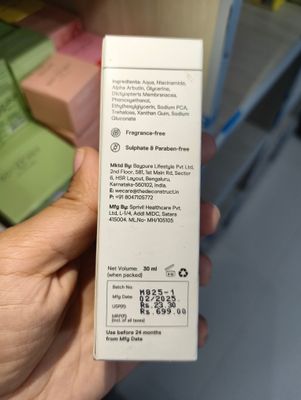 Ingredients: Aqua, Niacinamide,
Alpha Arbutin, Glycerine,
Dictyopteris Membranacea,
Phenoxyethanol,
Ethylhexylglycerin, Sodium PCA,
Trehalose, Xanthan Gum, Sodium
Gluconate
Fragrance-free
Sulphate & Paraben-free
Mktd By: Baypure Lifestyle Pvt Ltd.
2nd Floor, 581, 1st Main Rd, Sector
6, HSR Layout, Bengaluru,
Karnataka-560102, India.
E: wecare@thedeconstruct.in
P: +91 8047105772
Mfg By: Sprivil Healthcare Pvt
Ltd, L-1/4, Addl MIDC, Satara
415004. ML.No- MH/105105
Net Volume: 30 ml
(when packed)
Batch No M825-1
Mfg Date 02/2025.
USP(₹) Rs.23.30
MRP(₹) Rs.699.00
(incl. of all taxes)
Use before 24 months
from Mfg Date